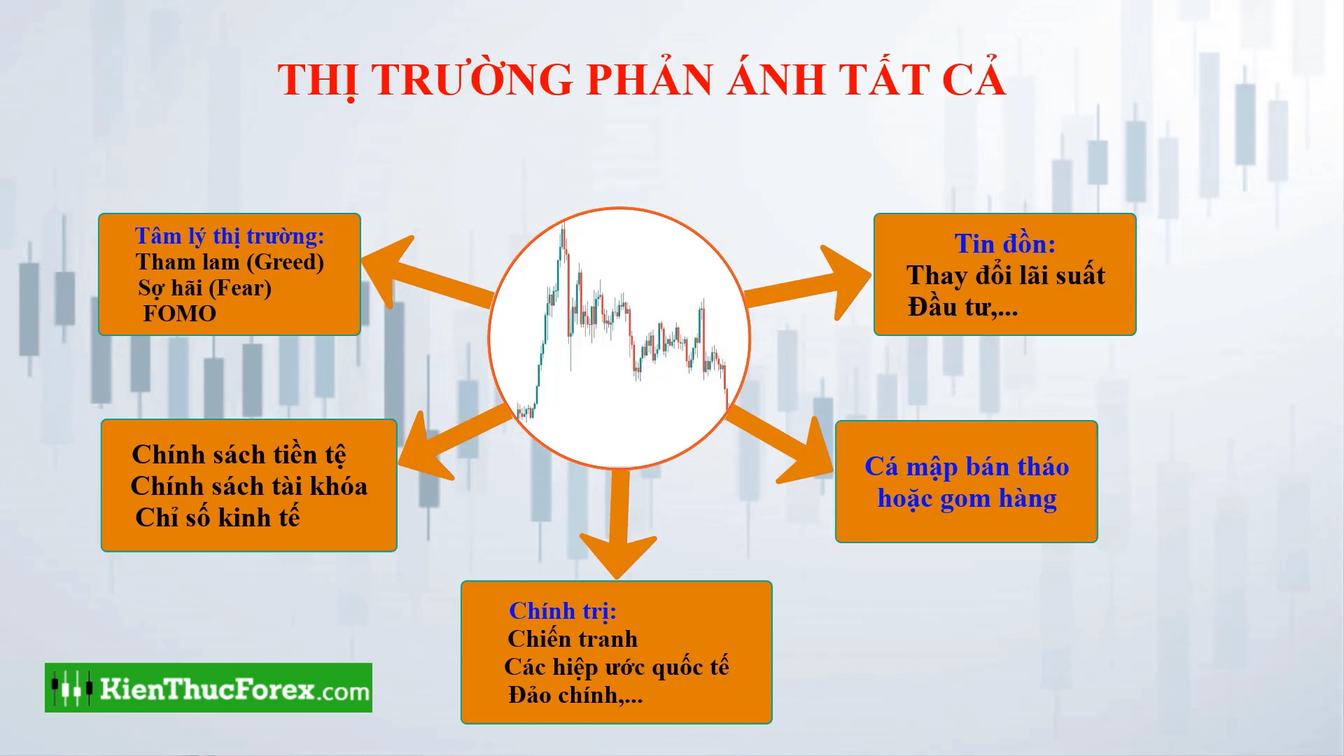 THỊ TRƯỜNG PHẢN ÁNH TẤT CẢ
Tâm lý thị trường:
Tham lam (Greed)
Sợ hãi (Fear)
FOMO
Tin đồn:
Thay đổi lãi suất
Đầu tư,...
Chính sách tiền tệ
Chính sách tài khóa
Chỉ số kinh tế
Cá mập bán tháo
hoặc gom hàng
Chính trị:
Chiến tranh
Các hiệp ước quốc tế
Đảo chính,...
KienThucForex.com